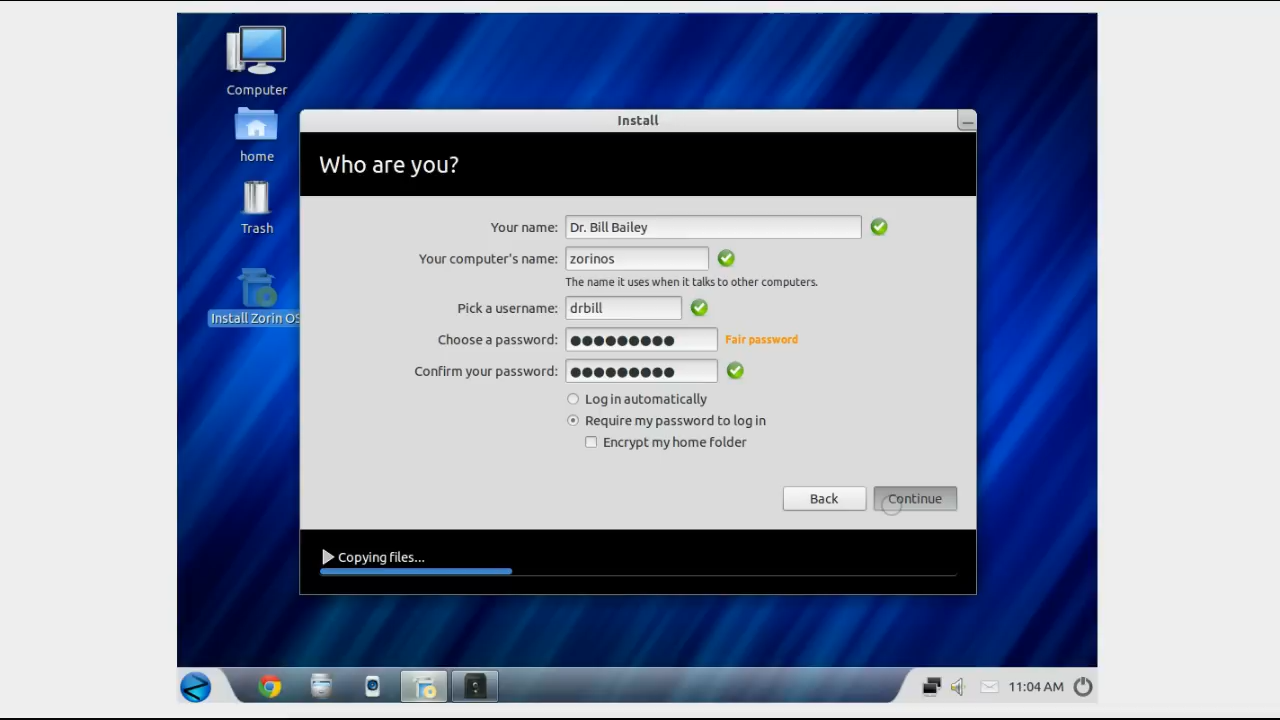 Computer
home
Trash
Install Zorin OS
Install
Who are you?
Your name: Dr. Bill Bailey
Your computer's name: zorinos
The name it uses when it talks to other computers.
Pick a username: drbill
Choose a password: ●●●●●●●●● Fair password
Confirm your password: ●●●●●●●●●
Log in automatically
Require my password to log in
Encrypt my home folder
Back Continue
Copying files...
11:04 AM